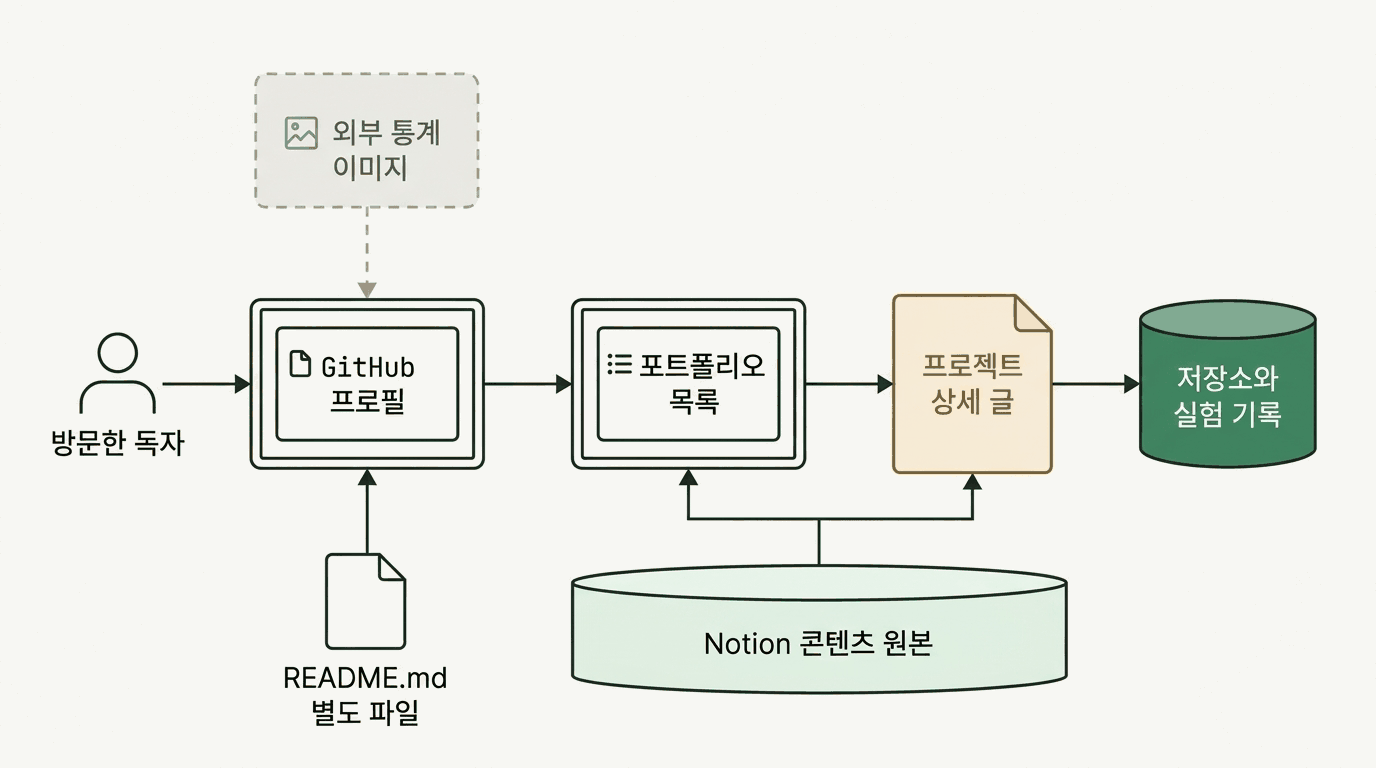 외부 통계
이미지
방문한 독자
GitHub
프로필
포트폴리오
목록
프로젝트
상세 글
저장소와
실험 기록
README.md
별도 파일
Notion 콘텐츠 원본